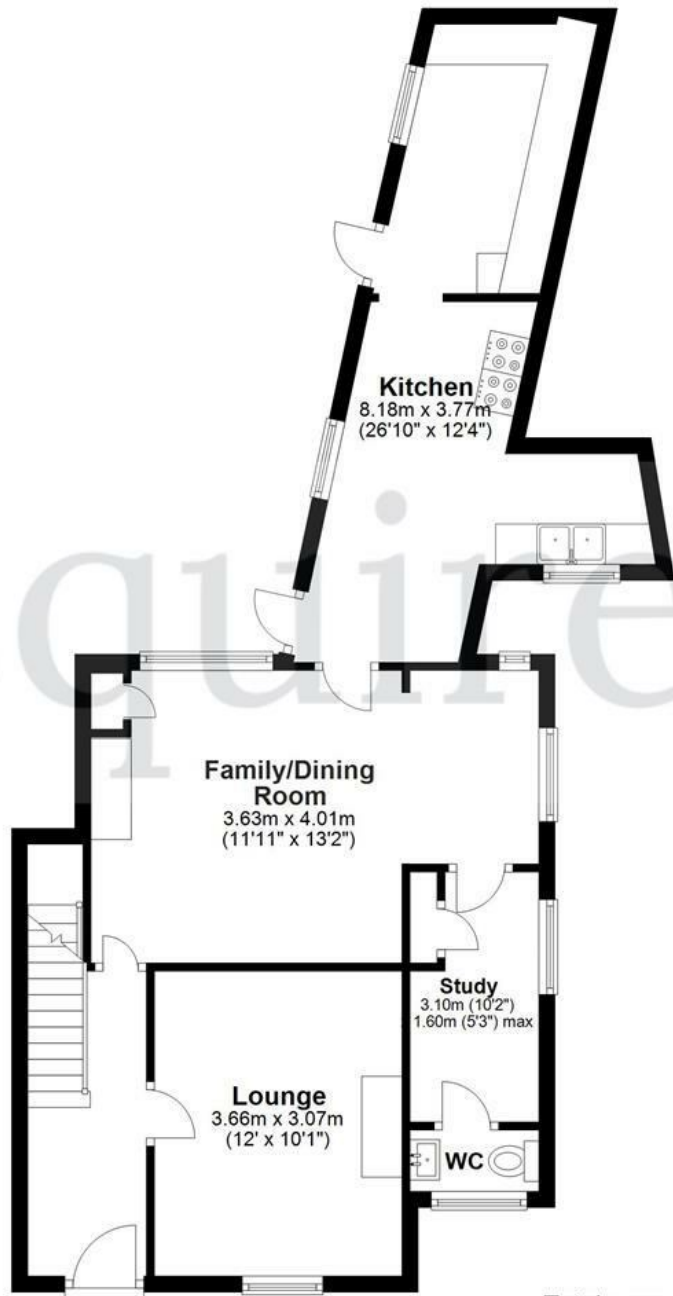 Kitchen
8.18m x 3.77m
(26'10" x 12'4")
quire
Family/Dining
Room
3.63m x 4.01m
(11'11" x 13'2")
Study
3.10m (10'2")
1.60m (5'3") max
Lounge
3.66m x 3.07m
(12' x 10'1")
WC